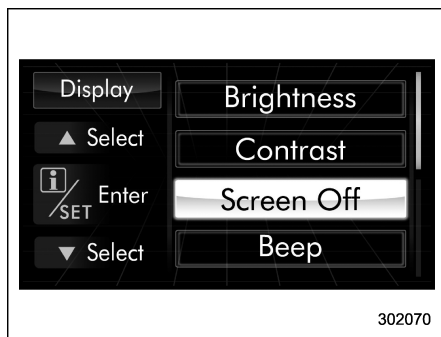 Display
▲ Select
i/SET Enter
▼ Select
Brightness
Contrast
Screen Off
Beep
302070